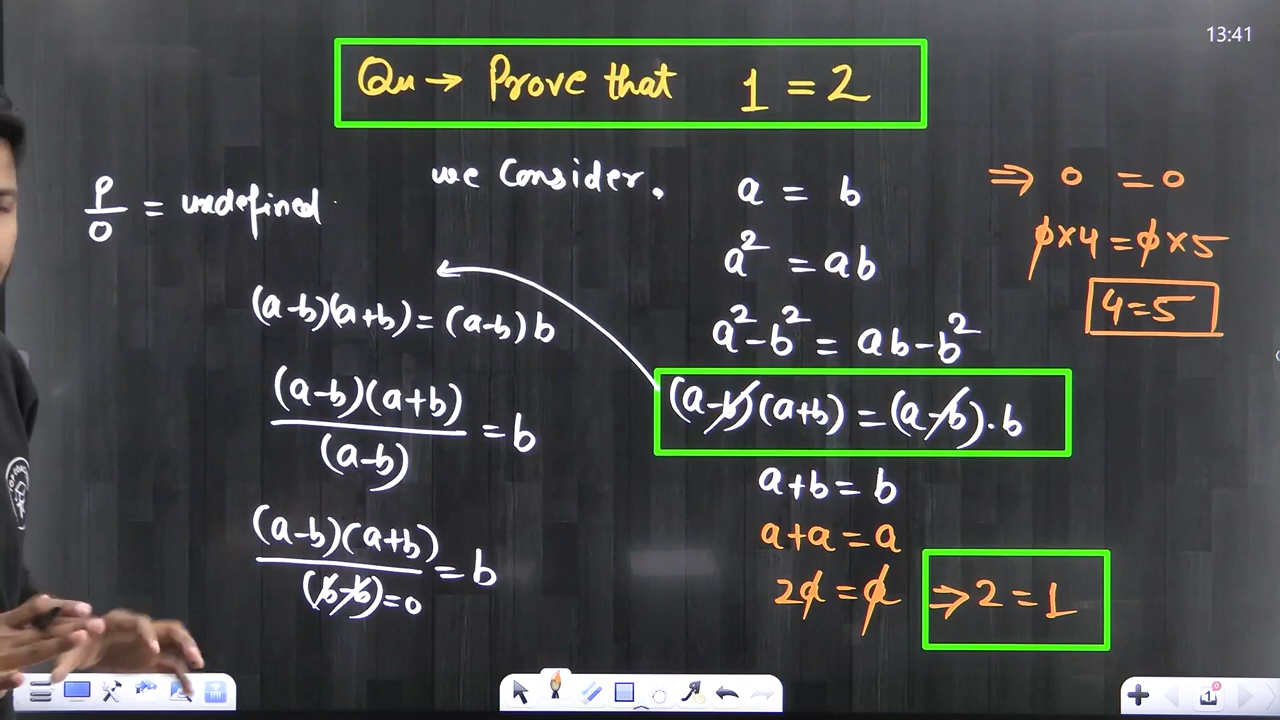 13:41
Qu → Prove that 1 = 2
we Consider,
a = b
a² = ab
a² - b² = ab - b²
(a-b)(a+b) = (a-b).b
a+b = b
a+a = a
2a = a
⇒ 2 = 1
P/0 = undefined
(a-b)(a+b) = (a-b)b
(a-b)(a+b)/(a-b) = b
(a-b)(a+b)/(b-b)=0 = b
⇒ 0 = 0
0×4 = 0×5
4=5
1